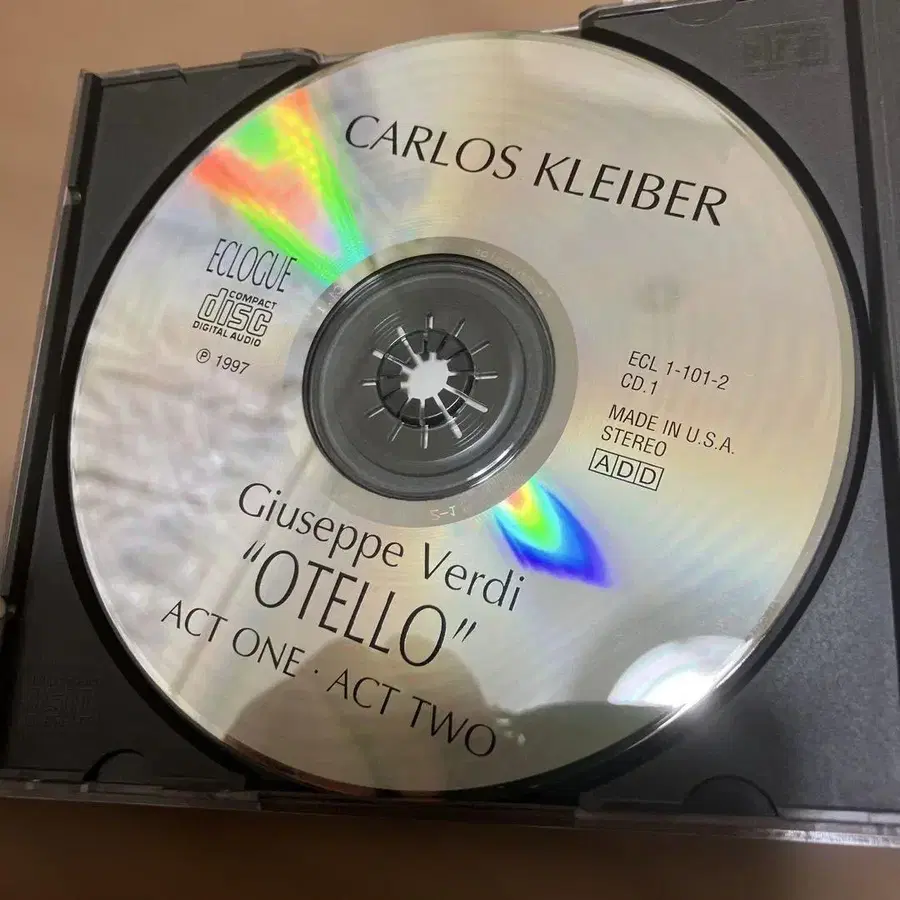 CARLOS KLEIBER
ECLOGUE
COMPACT
disc
DIGITAL AUDIO
℗ 1997
ECL 1-101-2
CD.1
MADE IN U.S.A.
STEREO
ADD
Giuseppe Verdi
"OTELLO"
ACT ONE · ACT TWO